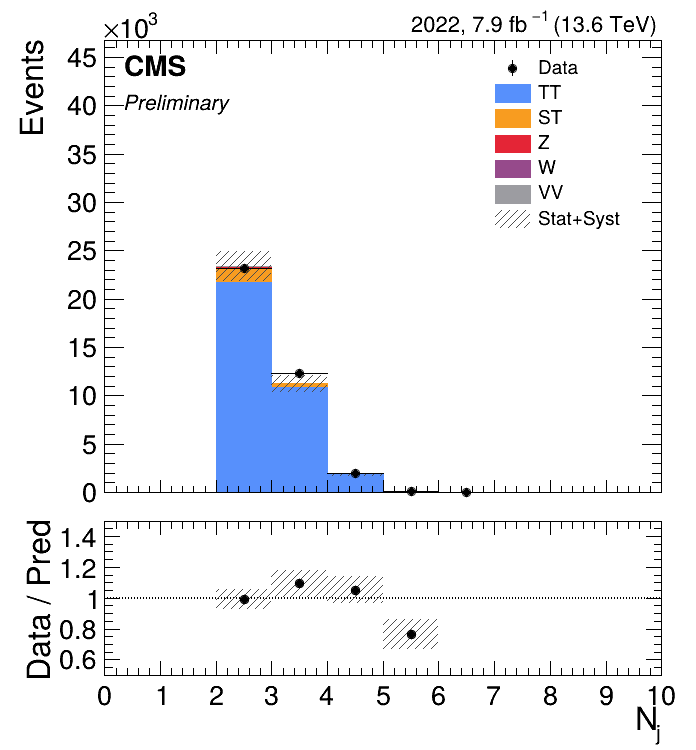 ×10³
2022, 7.9 fb⁻¹ (13.6 TeV)
Events
CMS
Preliminary
Data
TT
ST
Z
W
VV
Stat+Syst
45
40
35
30
25
20
15
10
5
0
Data / Pred
1.4
1.2
1
0.8
0.6
0 1 2 3 4 5 6 7 8 9 10
Nⱼ